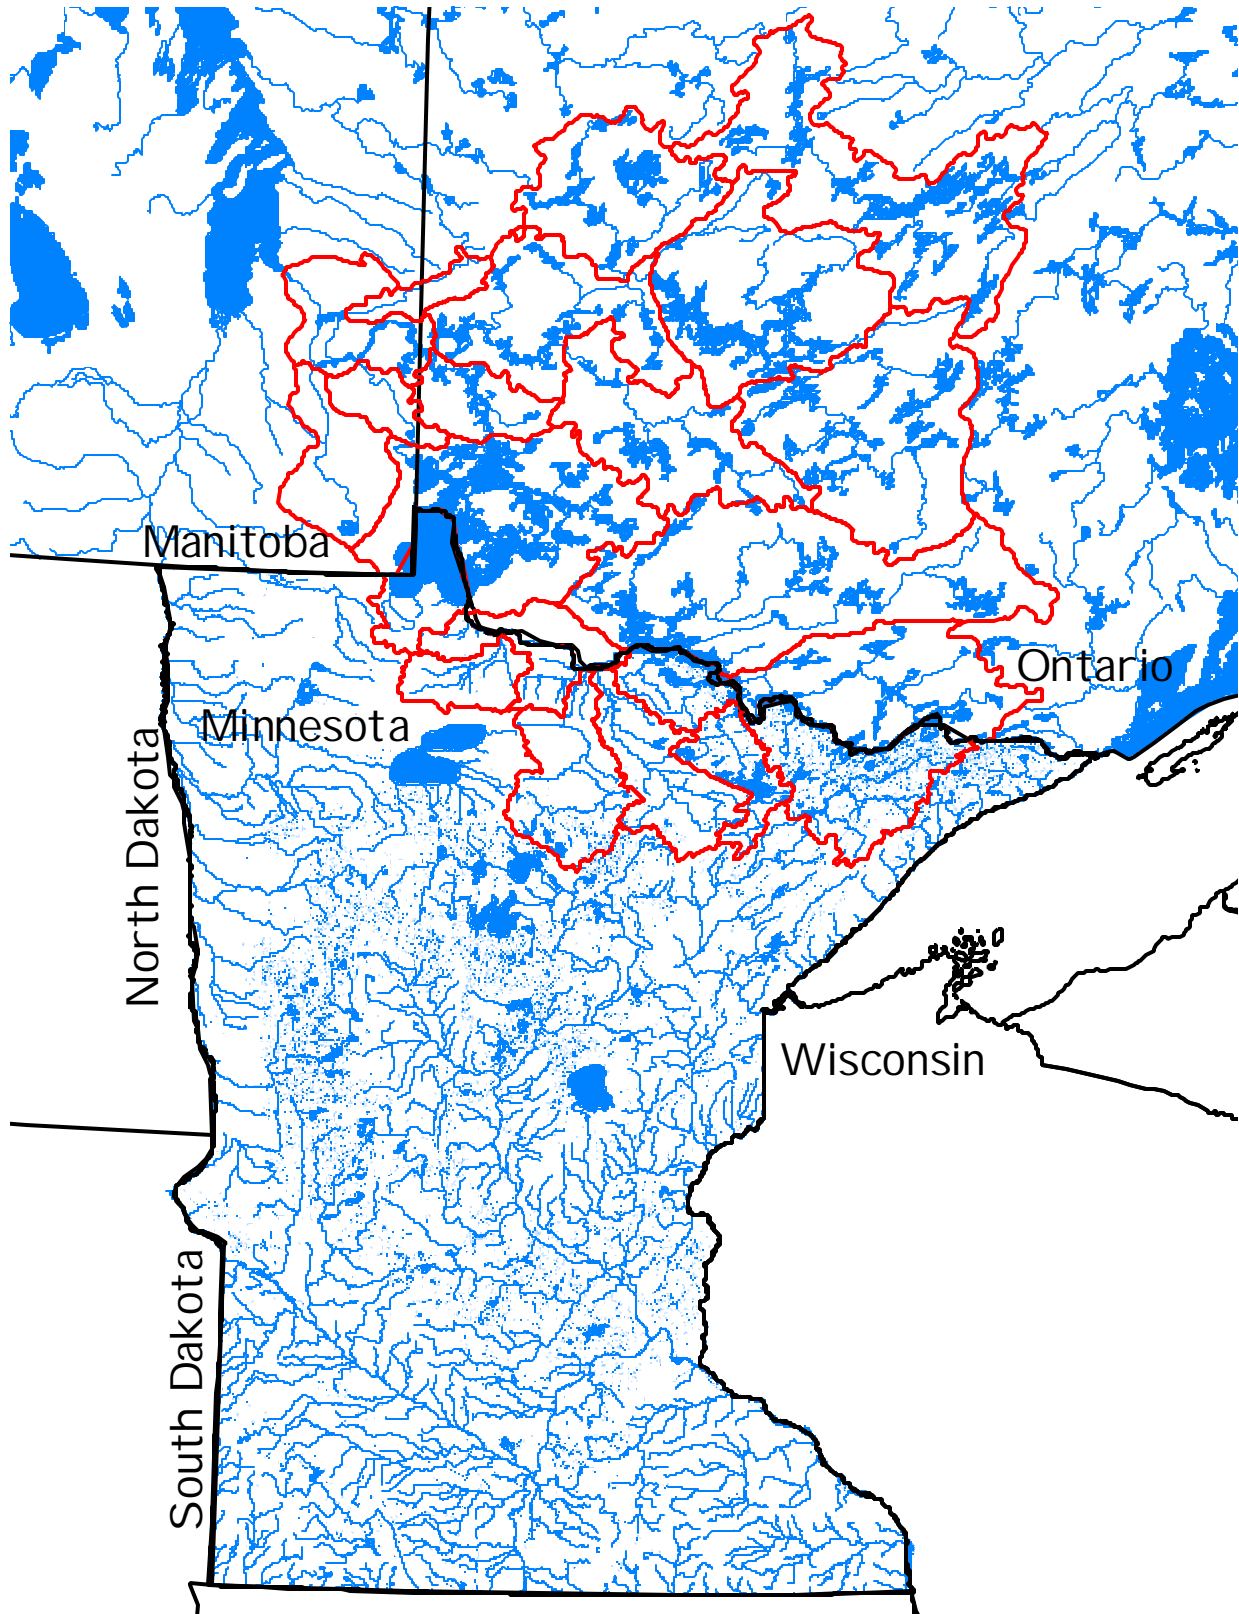 Manitoba
Ontario
Minnesota
North Dakota
Wisconsin
South Dakota